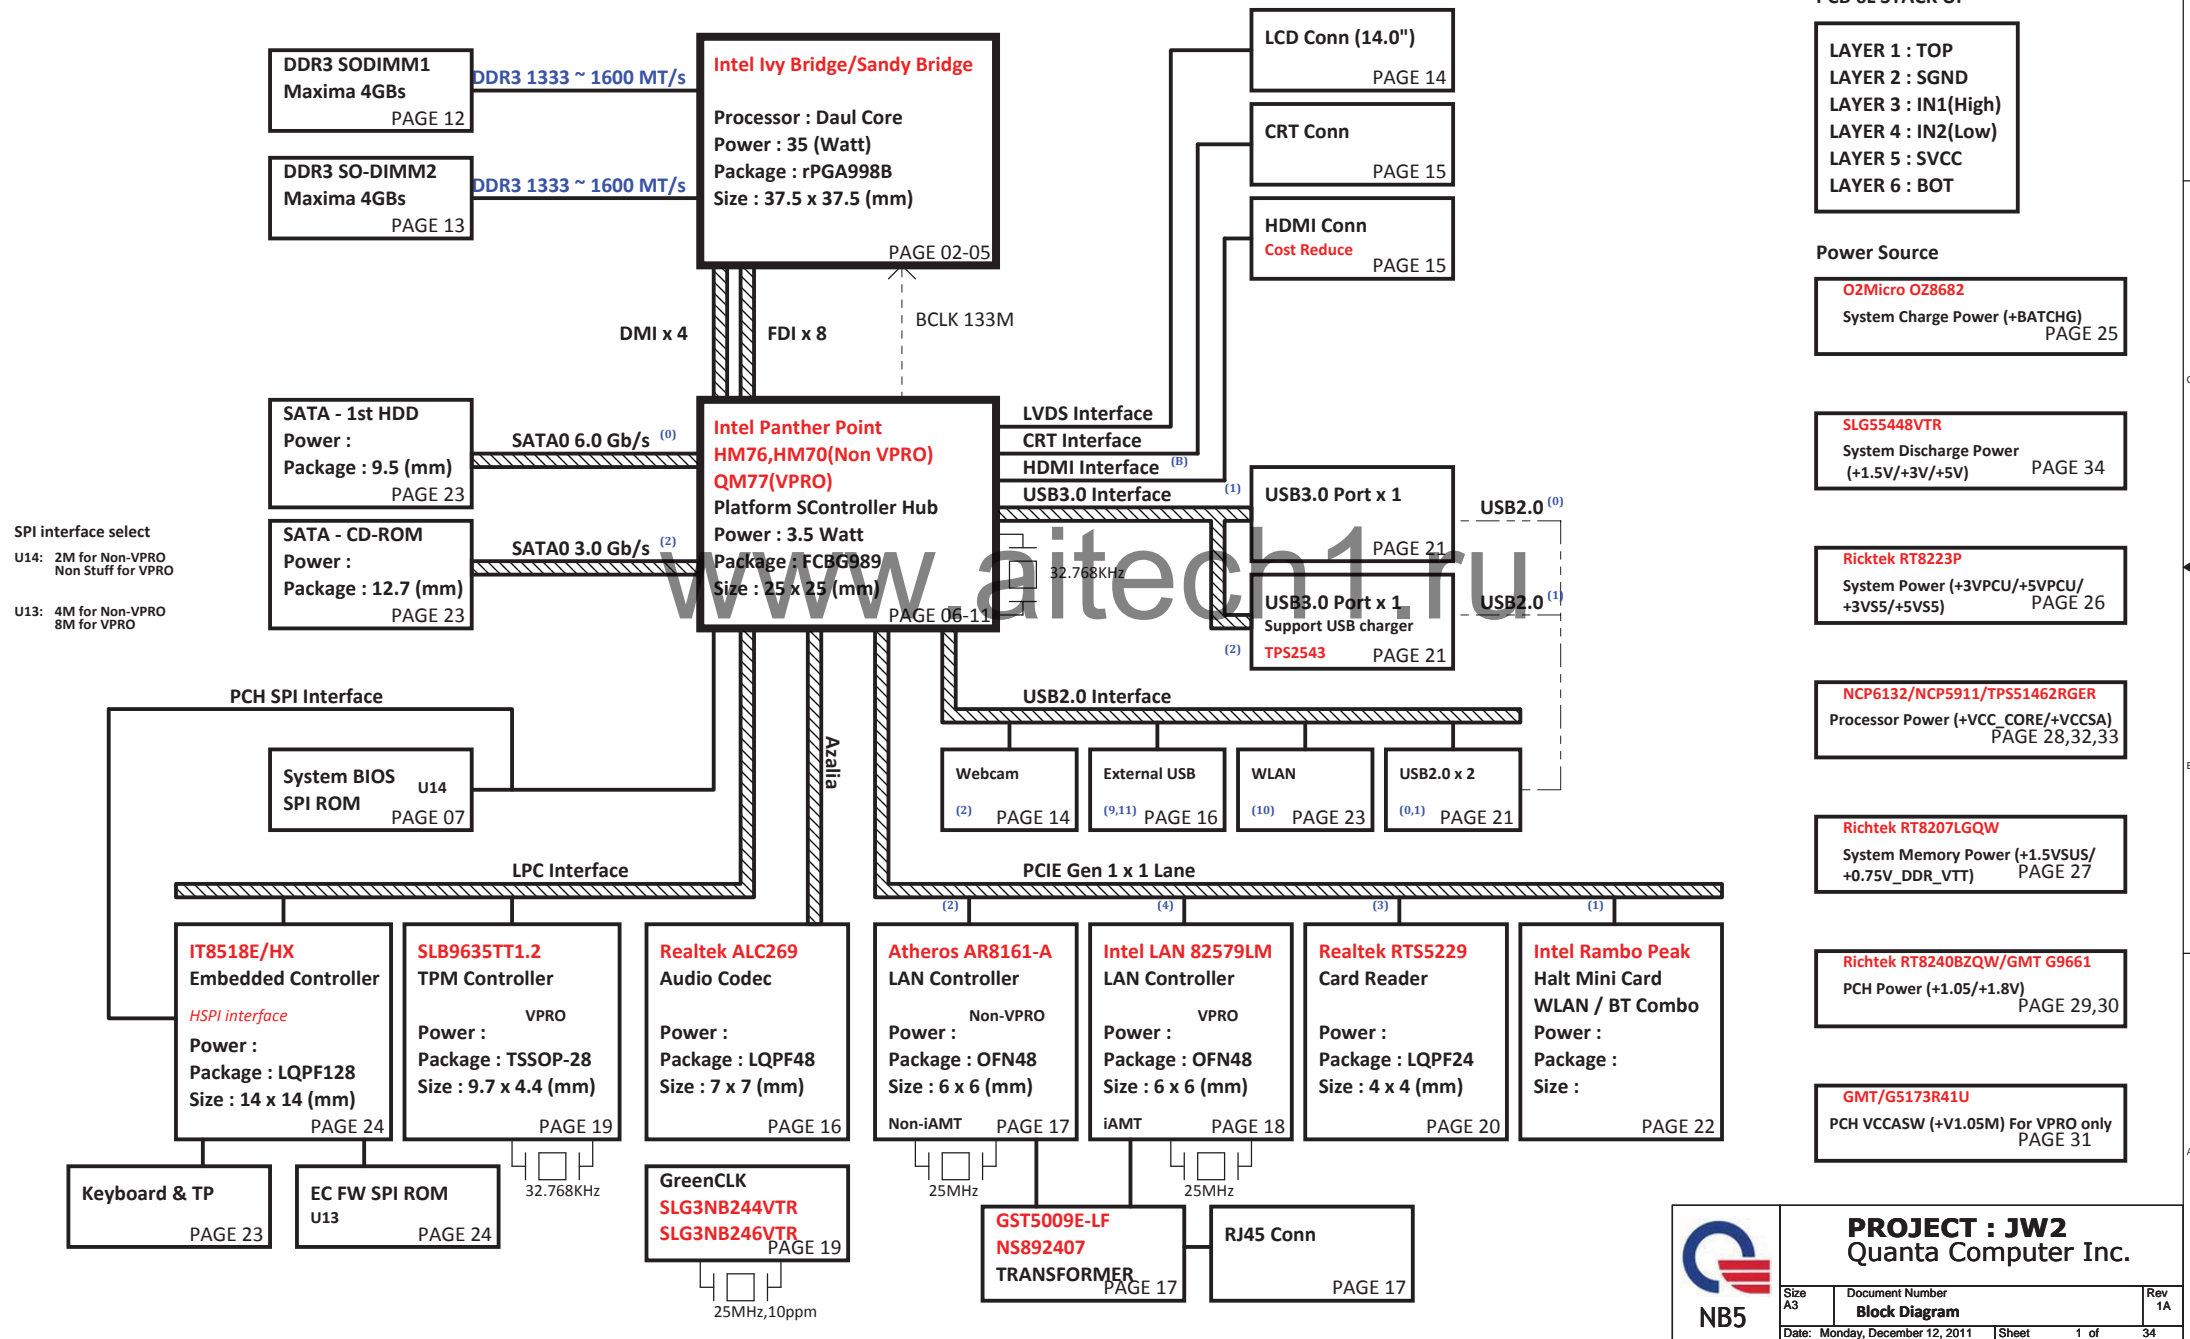 DDR3 SODIMM1
Maxima 4GBs
PAGE 12
DDR3 1333 ~ 1600 MT/s
DDR3 SO-DIMM2
Maxima 4GBs
PAGE 13
DDR3 1333 ~ 1600 MT/s
Intel Ivy Bridge/Sandy Bridge
Processor : Daul Core
Power : 35 (Watt)
Package : rPGA998B
Size : 37.5 x 37.5 (mm)
PAGE 02-05
LCD Conn (14.0")
PAGE 14
CRT Conn
PAGE 15
HDMI Conn
Cost Reduce
PAGE 15
DMI x 4
FDI x 8
BCLK 133M
SATA - 1st HDD
Power :
Package : 9.5 (mm)
PAGE 23
SATA0 6.0 Gb/s (0)
SATA - CD-ROM
Power :
Package : 12.7 (mm)
PAGE 23
SATA0 3.0 Gb/s (2)
Intel Panther Point
HM76,HM70(Non VPRO)
QM77(VPRO)
Platform SController Hub
Power : 3.5 Watt
Package : FCBG989
Size : 25 x 25 (mm)
PAGE 06-11
LVDS Interface
CRT Interface
HDMI Interface (B)
USB3.0 Interface (1)
32.768KHz
USB3.0 Port x 1
PAGE 21
USB2.0 (0)
USB3.0 Port x 1
Support USB charger
(2) TPS2543 PAGE 21
USB2.0 (1)
www.aitech1.ru
SPI interface select
U14: 2M for Non-VPRO
Non Stuff for VPRO
U13: 4M for Non-VPRO
8M for VPRO
PCH SPI Interface
System BIOS
SPI ROM
U14
PAGE 07
Azalia
USB2.0 Interface
Webcam
(2) PAGE 14
External USB
(9,11) PAGE 16
WLAN
(10) PAGE 23
USB2.0 x 2
(0,1) PAGE 21
LPC Interface
PCIE Gen 1 x 1 Lane
(2)
(4)
(3)
(1)
IT8518E/HX
Embedded Controller
HSPI interface
Power :
Package : LQPF128
Size : 14 x 14 (mm)
PAGE 24
SLB9635TT1.2
TPM Controller
VPRO
Power :
Package : TSSOP-28
Size : 9.7 x 4.4 (mm)
PAGE 19
32.768KHz
Realtek ALC269
Audio Codec
Power :
Package : LQPF48
Size : 7 x 7 (mm)
PAGE 16
Atheros AR8161-A
LAN Controller
Non-VPRO
Power :
Package : OFN48
Size : 6 x 6 (mm)
Non-iAMT PAGE 17
25MHz
Intel LAN 82579LM
LAN Controller
VPRO
Power :
Package : OFN48
Size : 6 x 6 (mm)
iAMT PAGE 18
25MHz
Realtek RTS5229
Card Reader
Power :
Package : LQPF24
Size : 4 x 4 (mm)
PAGE 20
Intel Rambo Peak
Halt Mini Card
WLAN / BT Combo
Power :
Package :
Size :
PAGE 22
Keyboard & TP
PAGE 23
EC FW SPI ROM
U13
PAGE 24
GreenCLK
SLG3NB244VTR
SLG3NB246VTR
PAGE 19
25MHz,10ppm
GST5009E-LF
NS892407
TRANSFORMER
PAGE 17
RJ45 Conn
PAGE 17
LAYER 1 : TOP
LAYER 2 : SGND
LAYER 3 : IN1(High)
LAYER 4 : IN2(Low)
LAYER 5 : SVCC
LAYER 6 : BOT
Power Source
O2Micro OZ8682
System Charge Power (+BATCHG)
PAGE 25
SLG55448VTR
System Discharge Power
(+1.5V/+3V/+5V)
PAGE 34
Ricktek RT8223P
System Power (+3VPCU/+5VPCU/
+3VS5/+5VS5)
PAGE 26
NCP6132/NCP5911/TPS51462RGER
Processor Power (+VCC_CORE/+VCCSA)
PAGE 28,32,33
Richtek RT8207LGQW
System Memory Power (+1.5VSUS/
+0.75V_DDR_VTT)
PAGE 27
Richtek RT8240BZQW/GMT G9661
PCH Power (+1.05/+1.8V)
PAGE 29,30
GMT/G5173R41U
PCH VCCASW (+V1.05M) For VPRO only
PAGE 31
NB5
PROJECT : JW2
Quanta Computer Inc.
Size
A3
Document Number
Block Diagram
Rev
1A
Date: Monday, December 12, 2011
Sheet 1 of 34